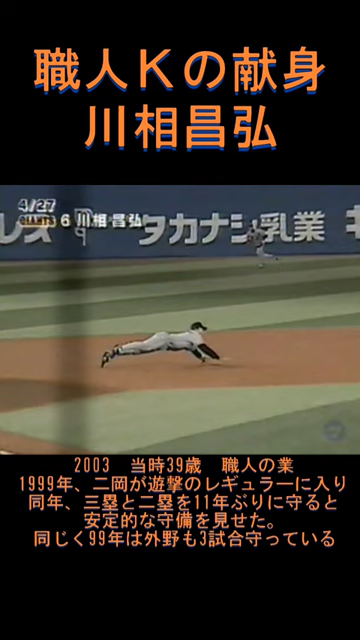 職人Kの献身
川相昌弘
4/27
GIANTS 6 川相 昌弘
レス
タカナシ乳業
キ
2003　当時39歳　職人の業
1999年、二岡が遊撃のレギュラーに入り
同年、三塁と二塁を11年ぶりに守ると
安定的な守備を見せた。
同じく99年は外野も3試合守っている